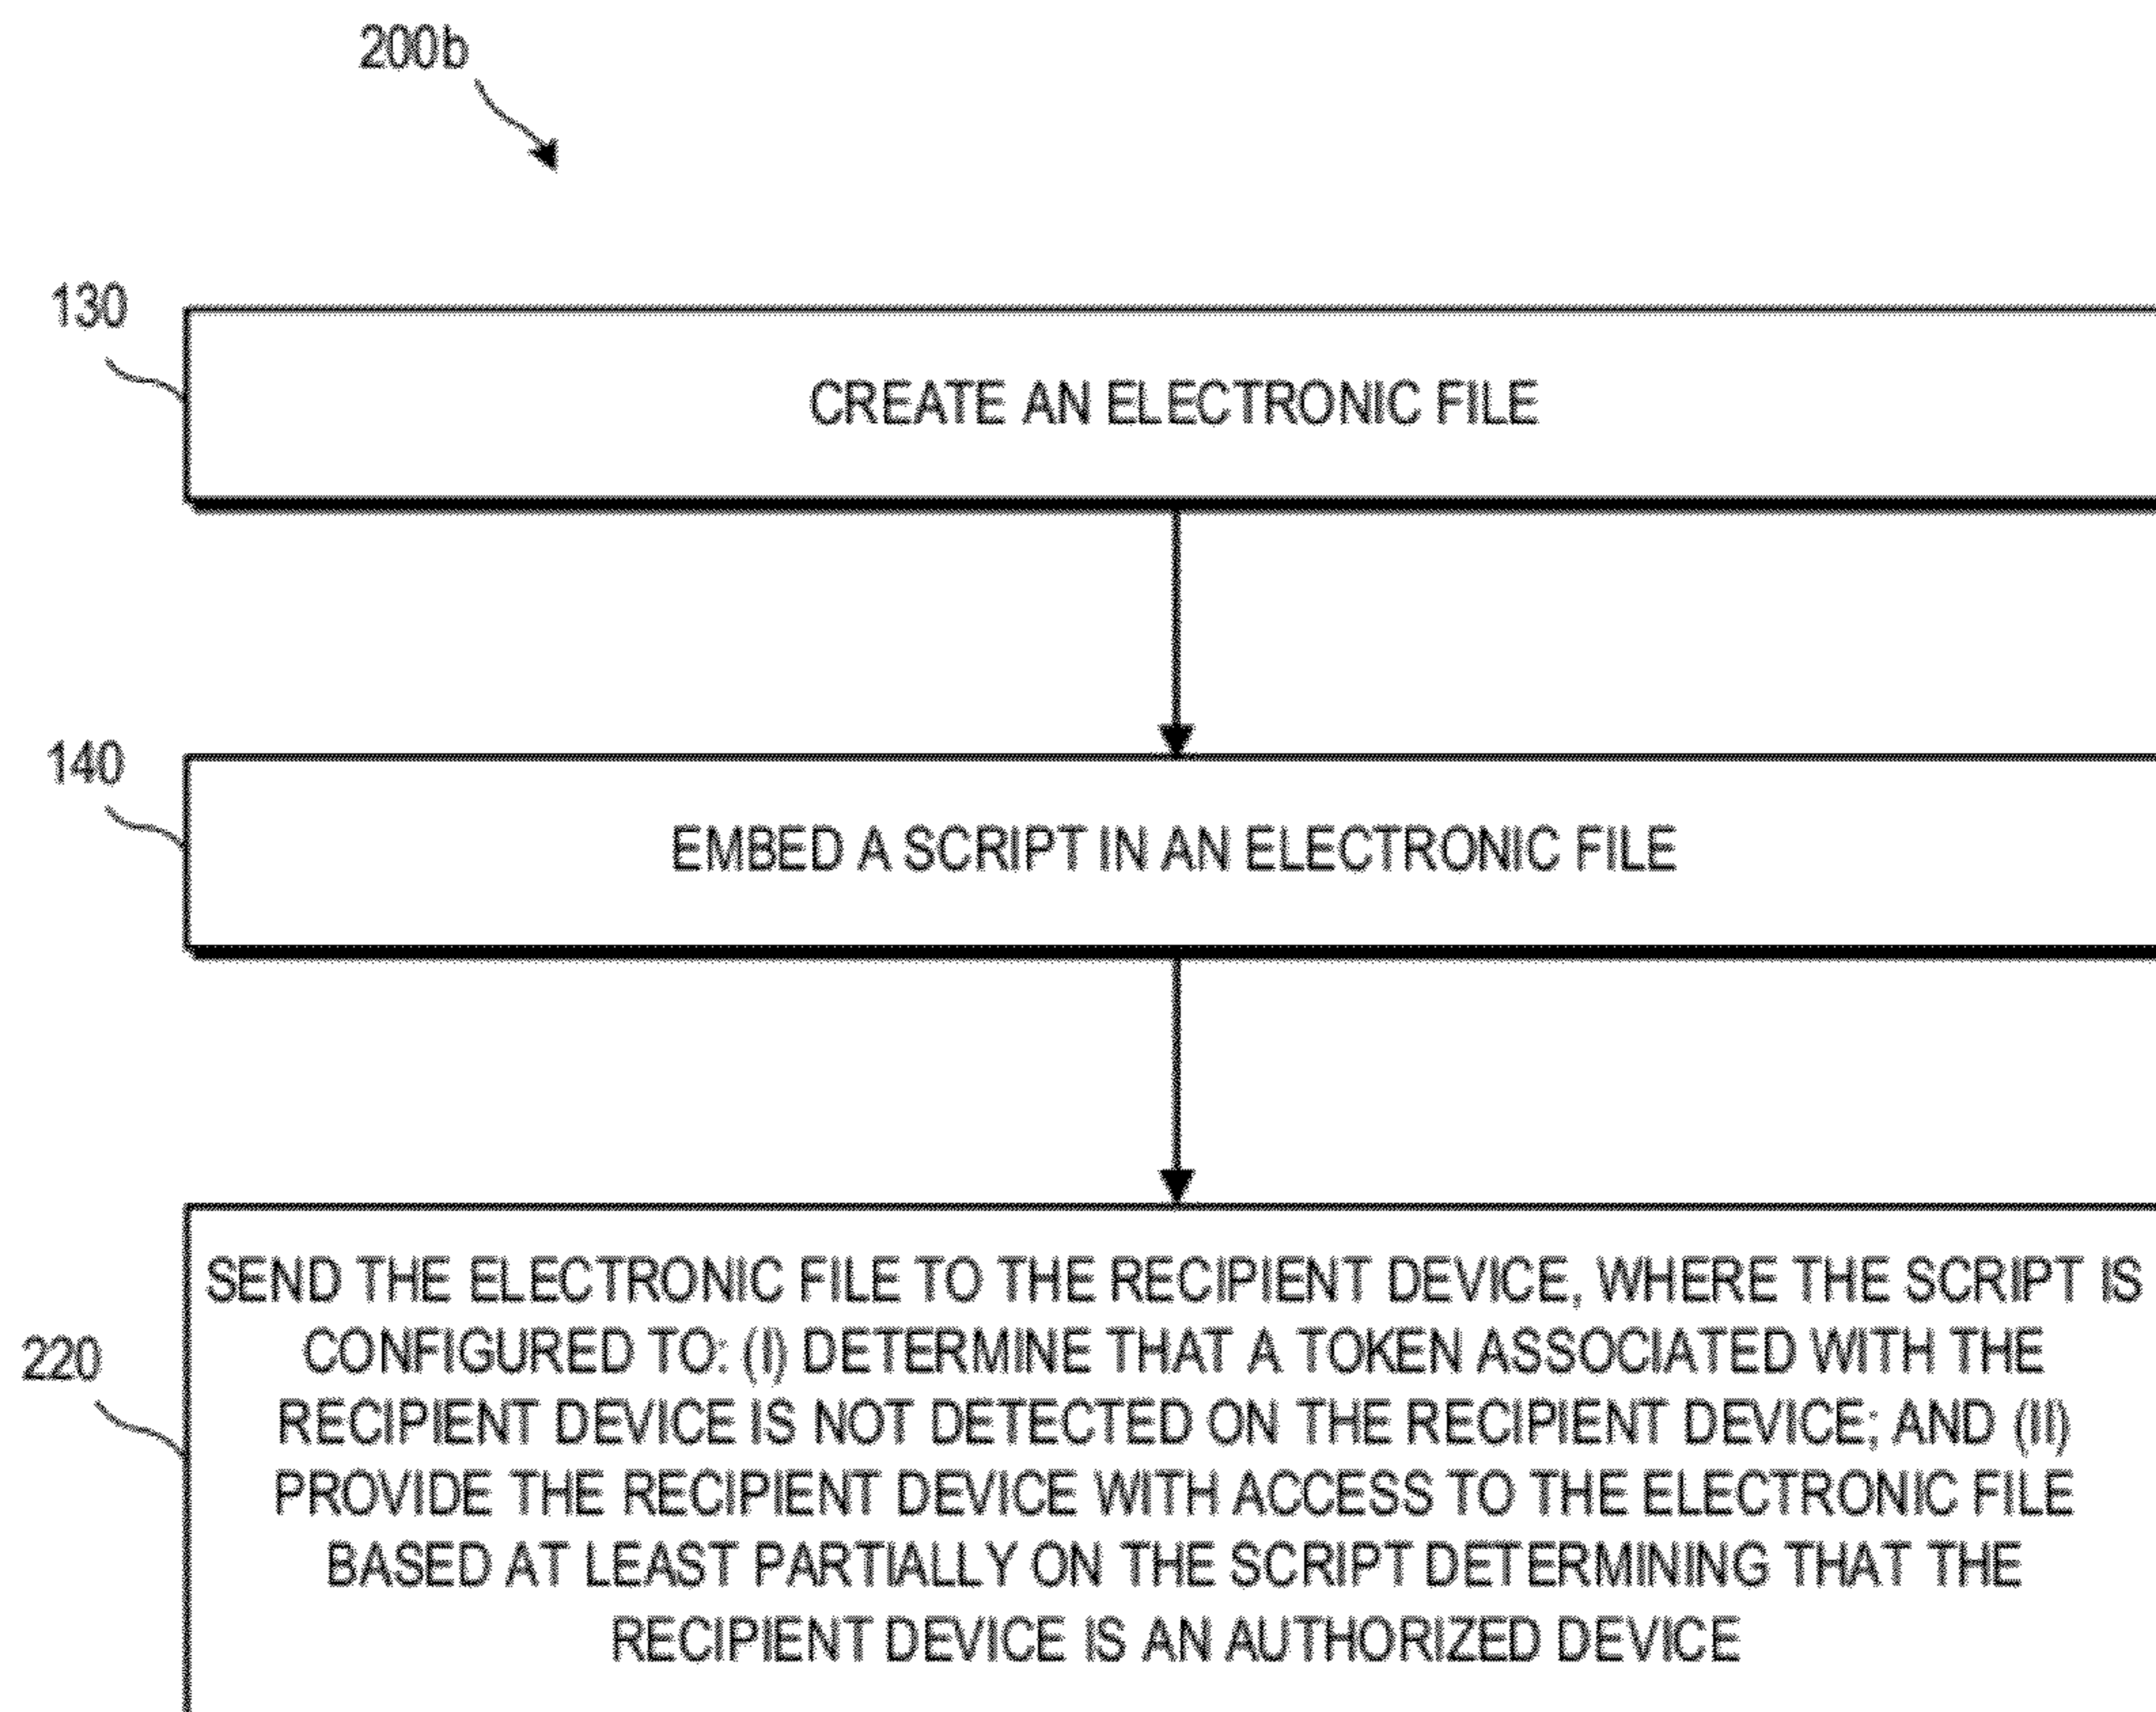 200b
130
CREATE AN ELECTRONIC FILE
140
EMBED A SCRIPT IN AN ELECTRONIC FILE
220
SEND THE ELECTRONIC FILE TO THE RECIPIENT DEVICE, WHERE THE SCRIPT IS
CONFIGURED TO: (I) DETERMINE THAT A TOKEN ASSOCIATED WITH THE
RECIPIENT DEVICE IS NOT DETECTED ON THE RECIPIENT DEVICE; AND (II)
PROVIDE THE RECIPIENT DEVICE WITH ACCESS TO THE ELECTRONIC FILE
BASED AT LEAST PARTIALLY ON THE SCRIPT DETERMINING THAT THE
RECIPIENT DEVICE IS AN AUTHORIZED DEVICE